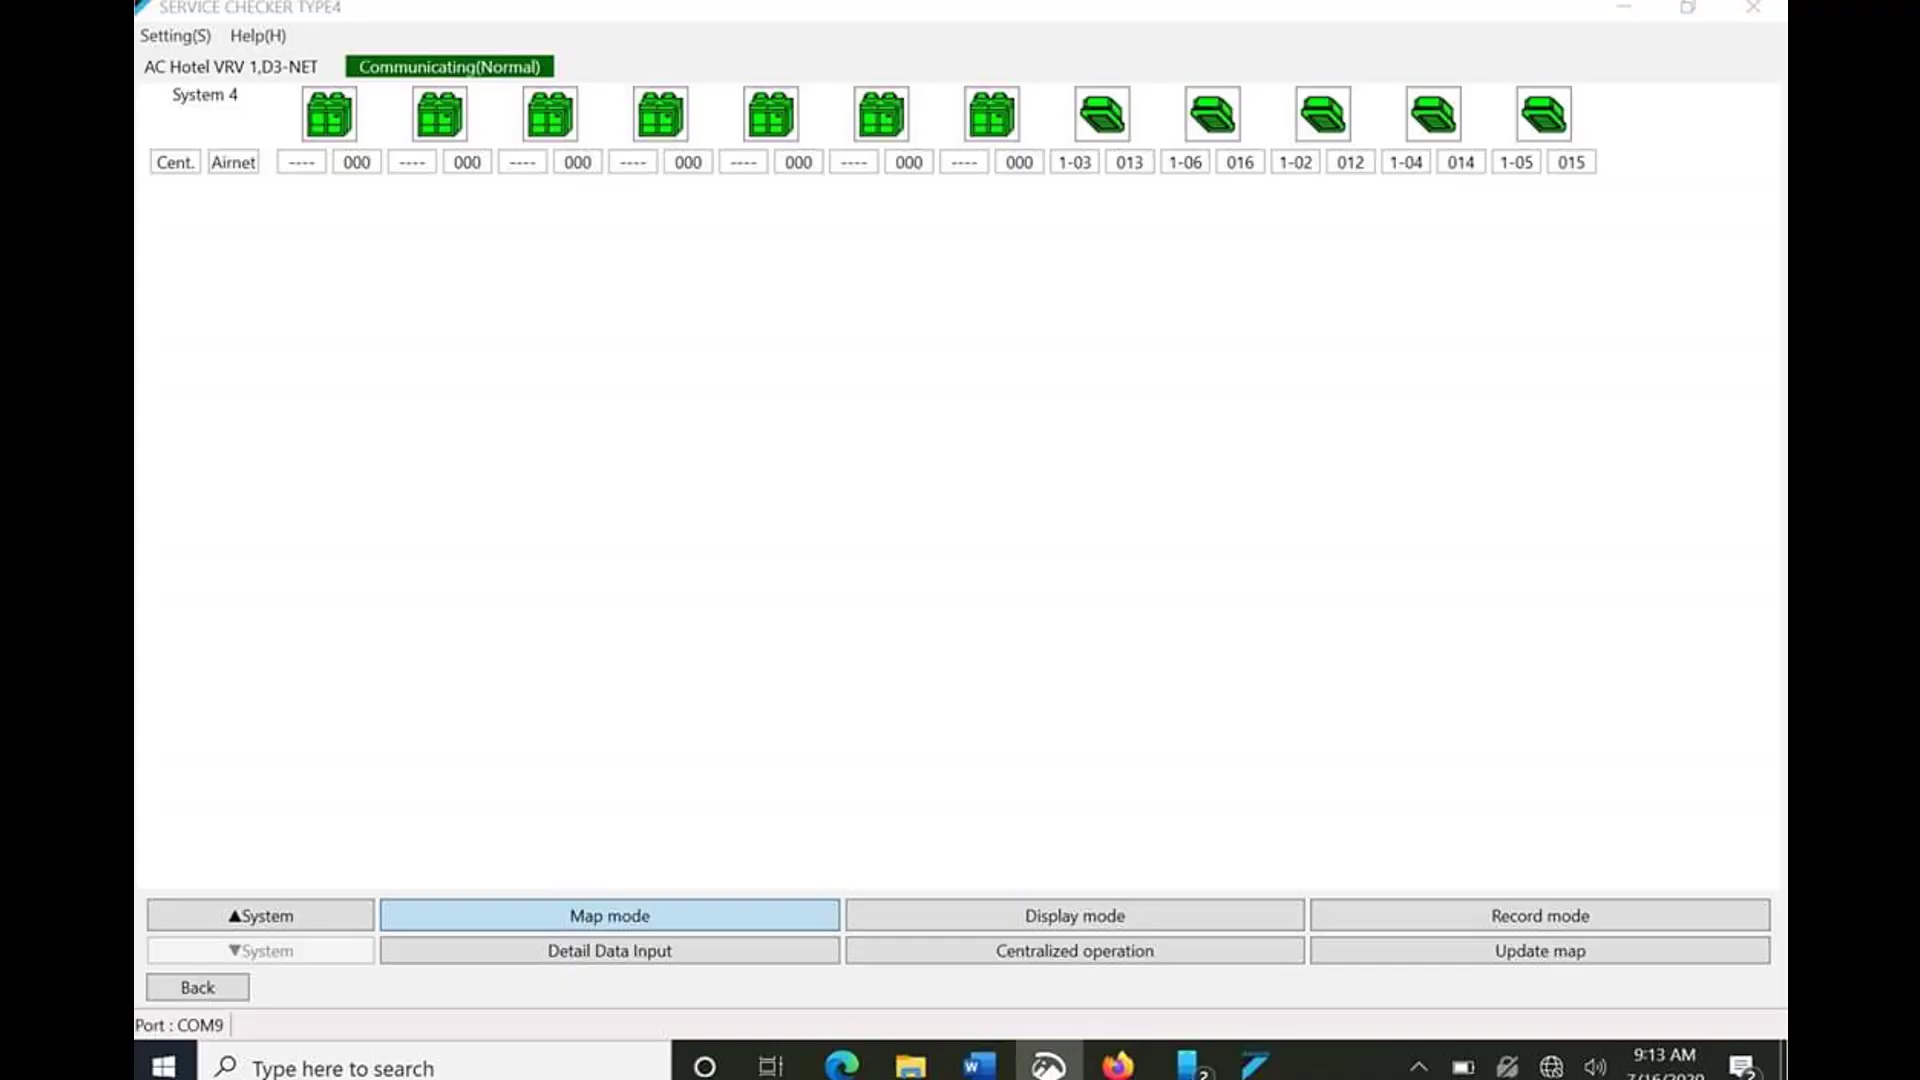 SERVICE CHECKER TYPE4
Setting(S) Help(H)
AC Hotel VRV 1,D3-NET Communicating(Normal)
System 4
Cent. Airnet ---- 000 ---- 000 ---- 000 ---- 000 ---- 000 ---- 000 ---- 000 1-03 013 1-06 016 1-02 012 1-04 014 1-05 015
▲System Map mode Display mode Record mode
▼System Detail Data Input Centralized operation Update map
Back
Port : COM9
Type here to search
9:13 AM
7/16/2020